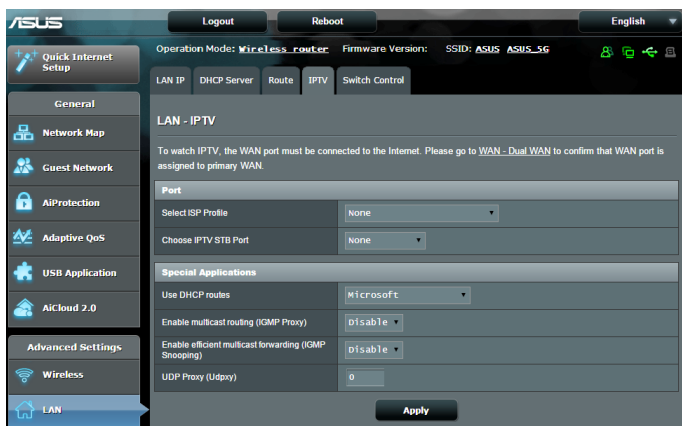 ASUS
Logout
Reboot
English
Quick Internet
Setup
Operation Mode: Wireless router Firmware Version: SSID: ASUS ASUS_5G
LAN IP
DHCP Server
Route
IPTV
Switch Control
General
Network Map
Guest Network
AiProtection
Adaptive QoS
USB Application
AiCloud 2.0
Advanced Settings
Wireless
LAN
LAN - IPTV
To watch IPTV, the WAN port must be connected to the Internet. Please go to WAN - Dual WAN to confirm that WAN port is
assigned to primary WAN.
Port
Select ISP Profile
None
Choose IPTV STB Port
None
Special Applications
Use DHCP routes
Microsoft
Enable multicast routing (IGMP Proxy)
Disable
Enable efficient multicast forwarding (IGMP
Snooping)
Disable
UDP Proxy (Udpxy)
0
Apply